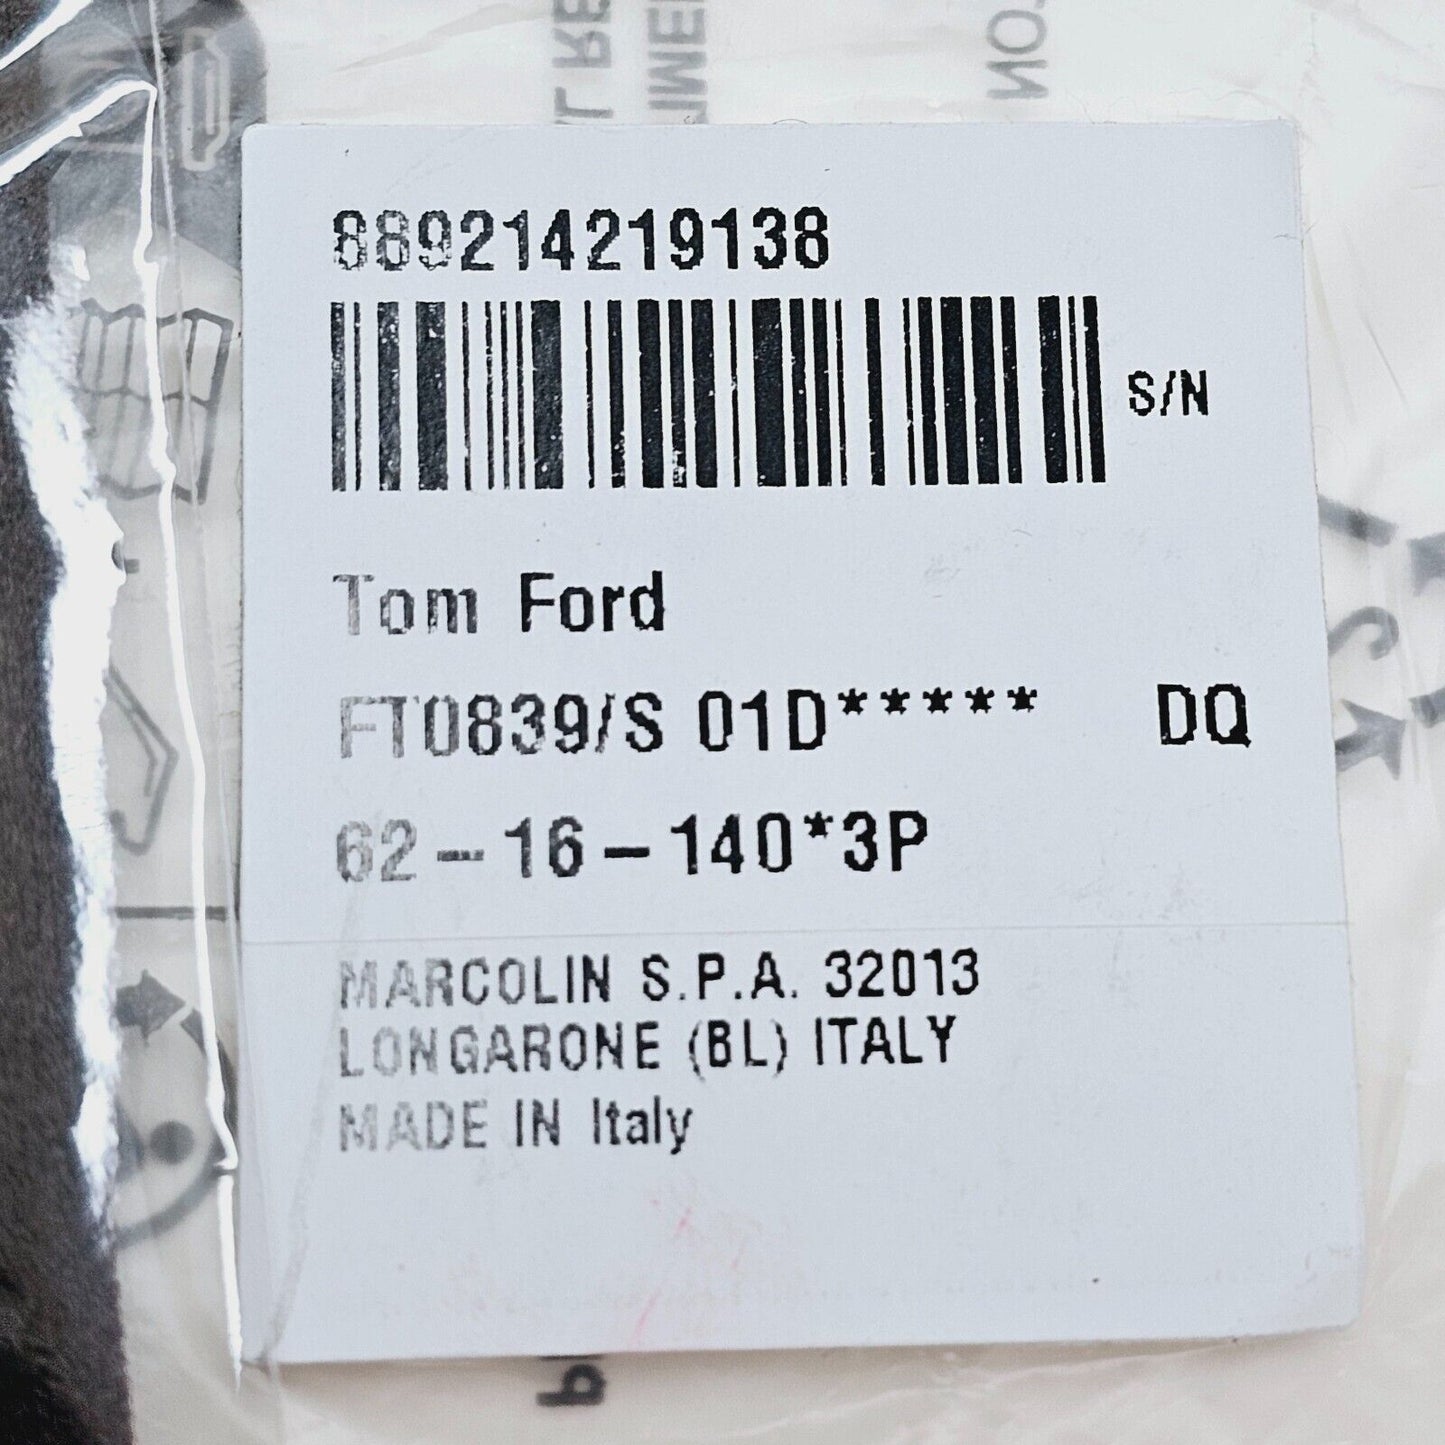 889214219138
S/N
Tom Ford
FT0839/S 01D***** DQ
62-16-140*3P
MARCOLIN S.P.A. 32013
LONGARONE (BL) ITALY
MADE IN Italy